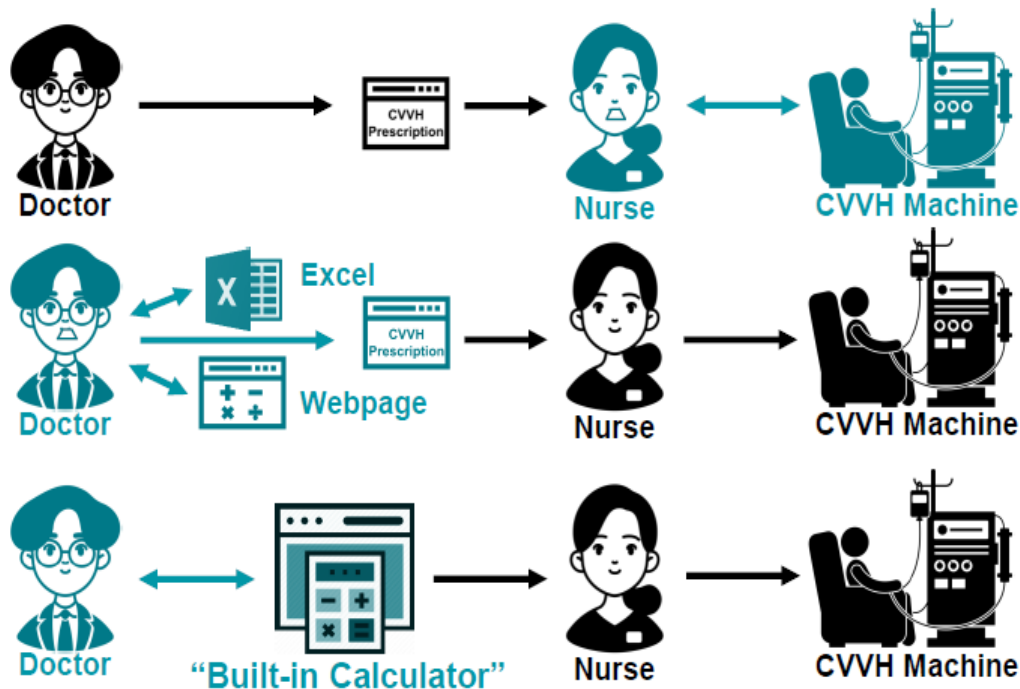 CVVH
Prescription
Doctor
Nurse
CVVH Machine
X
Excel
CVVH
Prescription
Webpage
Doctor
Nurse
CVVH Machine
Doctor
“Built-in Calculator”
Nurse
CVVH Machine